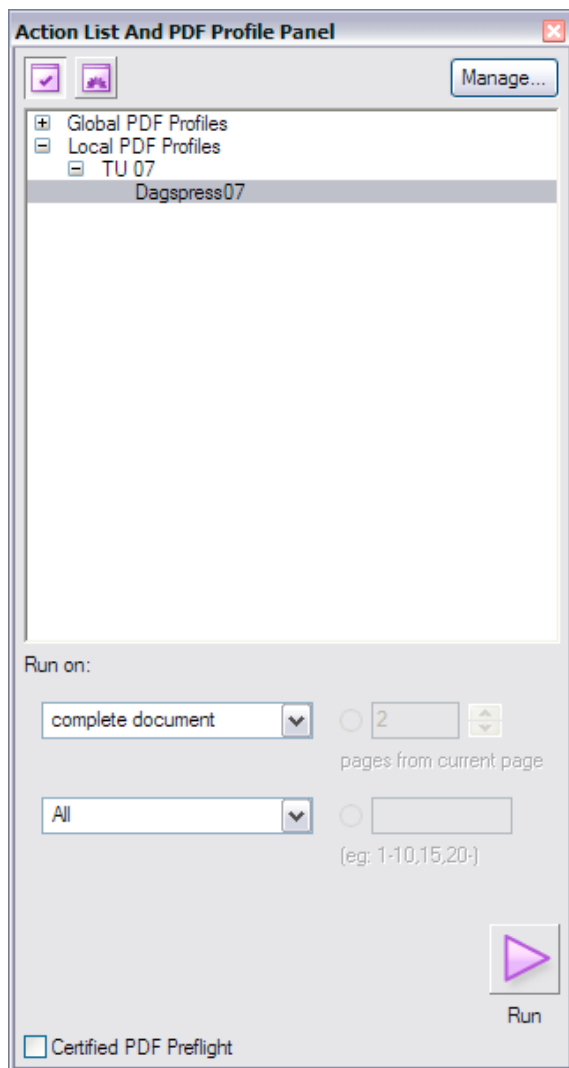 Action List And PDF Profile Panel
Manage...
Global PDF Profiles
Local PDF Profiles
TU 07
Dagspress07
Run on:
complete document
2
pages from current page
All
(eg: 1-10,15,20-)
Run
Certified PDF Preflight